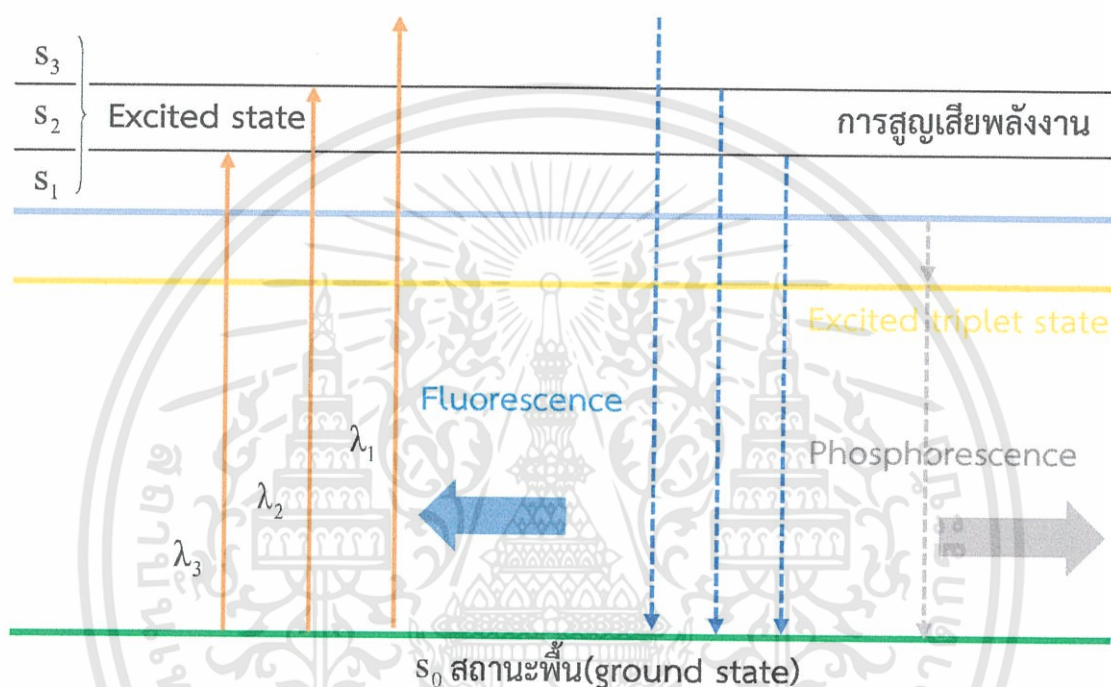 S₃
S₂ Excited state การสูญเสียพลังงาน
S₁
Excited triplet state
Fluorescence
λ₁
Phosphorescence
λ₂
λ₃
S₀ สถานะพื้น(ground state)